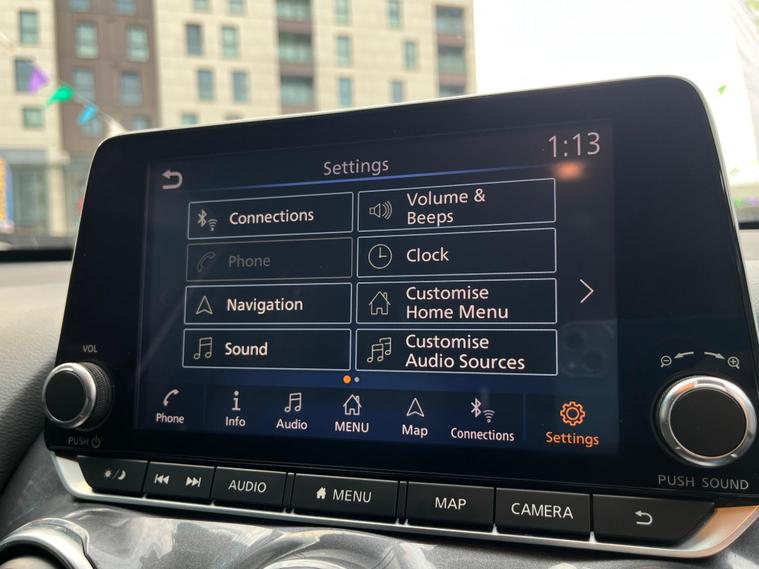 Settings
1:13
Connections
Volume &
Beeps
Phone
Clock
Navigation
Customise
Home Menu
Sound
Customise
Audio Sources
Phone
Info
Audio
MENU
Map
Connections
Settings
VOL
PUSH
PUSH SOUND
AUDIO
MENU
MAP
CAMERA